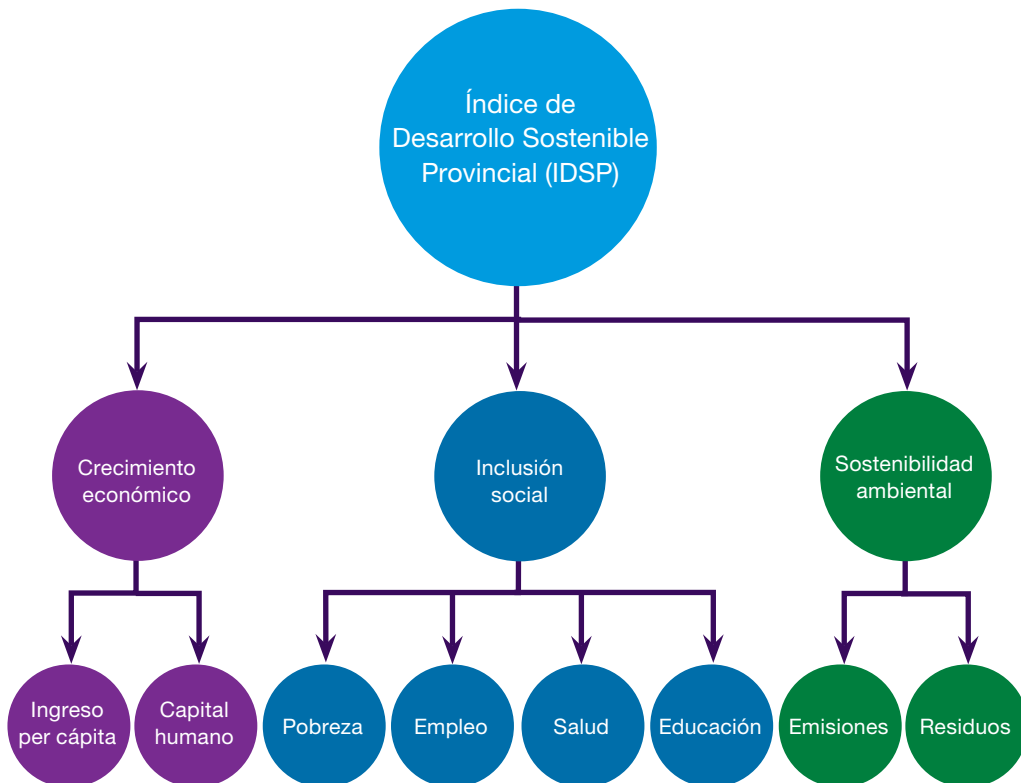 Índice de
Desarrollo Sostenible
Provincial (IDSP)
Crecimiento
económico
Inclusión
social
Sostenibilidad
ambiental
Ingreso
per cápita
Capital
humano
Pobreza
Empleo
Salud
Educación
Emisiones
Residuos